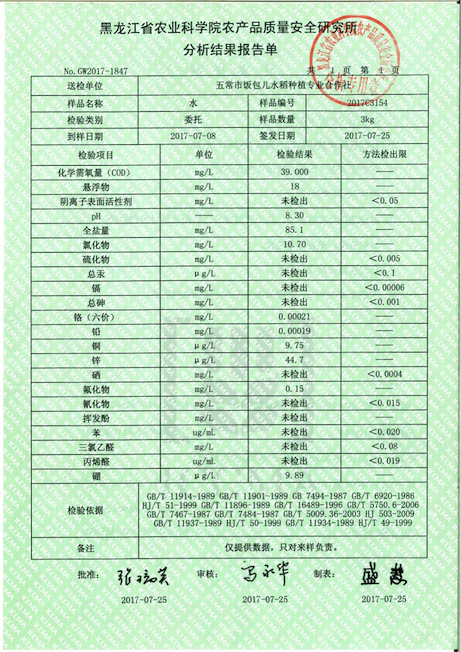 黑龙江省农业科学院农产品质量安全研究所
分析结果报告单
No.GW2017-1847 共 1 页 第 1 页
送检单位 五常市饭包儿水稻种植专业合作社
样品名称 水 样品编号 2017C3154
检验类别 委托 样品数量 3kg
到样日期 2017-07-08 签发日期 2017-07-25
检验项目 单位 检验结果 方法检出限
化学需氧量（COD） mg/L 39.000 ——
悬浮物 mg/L 18 ——
阴离子表面活性剂 mg/L 未检出 <0.05
pH —— 8.30 ——
全盐量 mg/L 85.1 ——
氯化物 mg/L 10.70 ——
硫化物 mg/L 未检出 <0.005
总汞 μg/L 未检出 <0.1
镉 mg/L 未检出 <0.00006
总砷 mg/L 未检出 <0.001
铬（六价） mg/L 0.00021 ——
铅 mg/L 0.00019 ——
铜 μg/L 9.75 ——
锌 μg/L 44.7 ——
硒 mg/L 未检出 <0.0004
氟化物 mg/L 0.15 ——
氰化物 mg/L 未检出 <0.015
挥发酚 mg/L 未检出 ——
苯 ug/mL 未检出 <0.020
三氯乙醛 mg/L 未检出 <0.08
丙烯醛 ug/mL 未检出 <0.019
硼 μg/L 9.89 ——
检验依据
GB/T 11914-1989 GB/T 11901-1989 GB 7494-1987 GB/T 6920-1986
HJ/T 51-1999 GB/T 11896-1989 GB/T 16489-1996 GB/T 5750.6-2006
GB/T 7467-1987 GB/T 7484-1987 GB/T 5009.36-2003 HJ 503-2009
GB/T 11937-1989 HJ/T 50-1999 GB/T 11934-1989 HJ/T 49-1999
备注 仅提供数据，只对来样负责。
批准： 审核： 制表：
2017-07-25 2017-07-25 2017-07-25